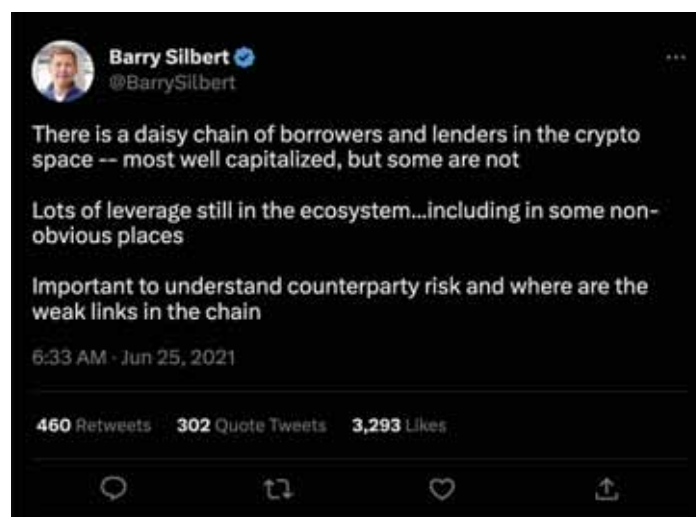 Barry Silbert
@BarrySilbert
There is a daisy chain of borrowers and lenders in the crypto
space -- most well capitalized, but some are not
Lots of leverage still in the ecosystem...including in some non-
obvious places
Important to understand counterparty risk and where are the
weak links in the chain
6:33 AM · Jun 25, 2021
460 Retweets 302 Quote Tweets 3,293 Likes